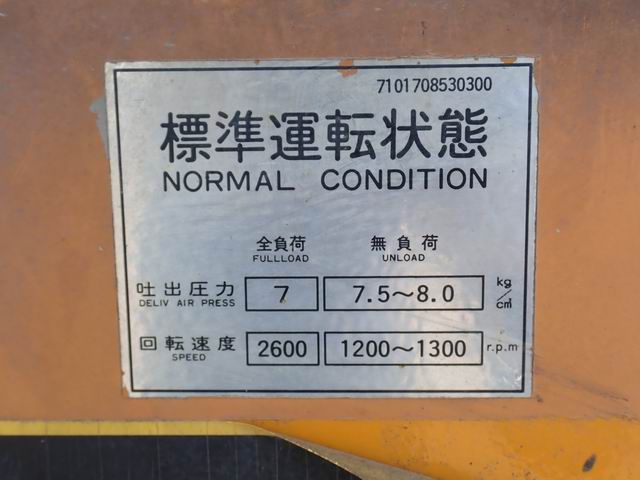 7101708530300
標準運転状態
NORMAL CONDITION
全負荷 無負荷
FULLLOAD UNLOAD
吐出圧力 7 7.5～8.0 kg/c㎡
DELIV AIR PRESS
回転速度 2600 1200～1300 r.p.m
SPEED